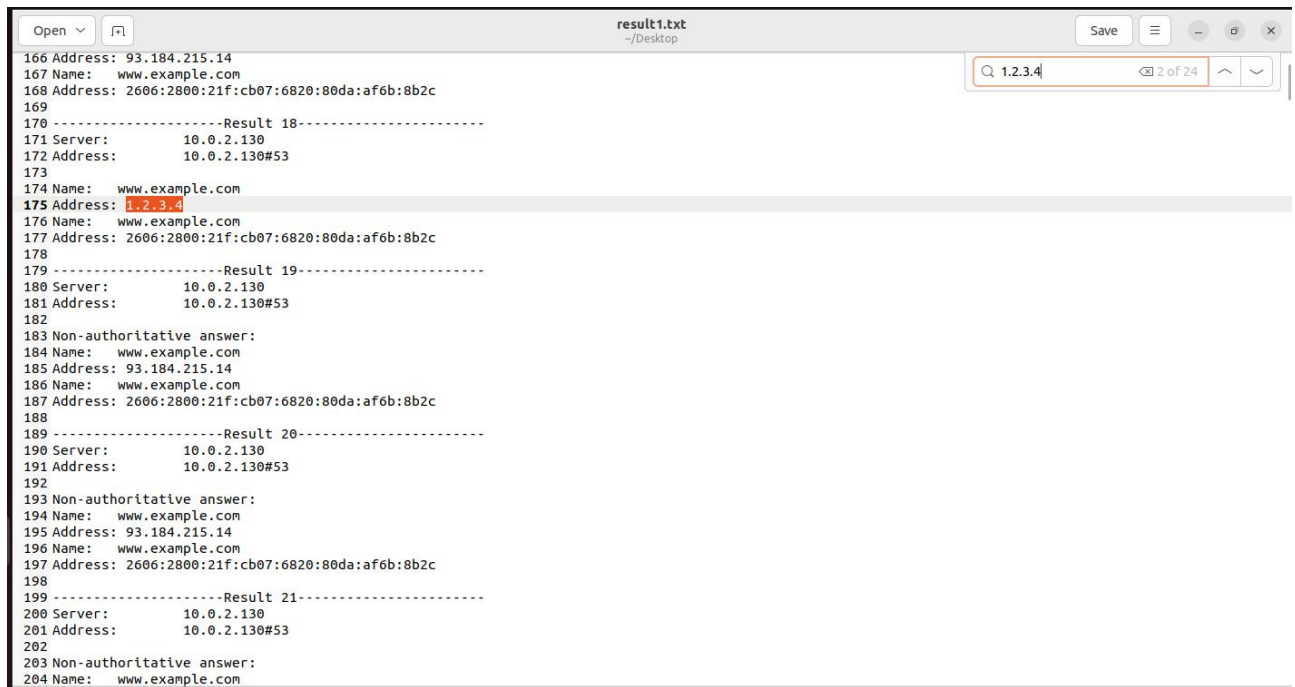 Open
result1.txt
~/Desktop
Save
1.2.3.4
2 of 24
166 Address: 93.184.215.14
167 Name: www.example.com
168 Address: 2606:2800:21f:cb07:6820:80da:af6b:8b2c
169
170 ---------------------Result 18-----------------------
171 Server: 10.0.2.130
172 Address: 10.0.2.130#53
173
174 Name: www.example.com
175 Address: 1.2.3.4
176 Name: www.example.com
177 Address: 2606:2800:21f:cb07:6820:80da:af6b:8b2c
178
179 ---------------------Result 19-----------------------
180 Server: 10.0.2.130
181 Address: 10.0.2.130#53
182
183 Non-authoritative answer:
184 Name: www.example.com
185 Address: 93.184.215.14
186 Name: www.example.com
187 Address: 2606:2800:21f:cb07:6820:80da:af6b:8b2c
188
189 ---------------------Result 20-----------------------
190 Server: 10.0.2.130
191 Address: 10.0.2.130#53
192
193 Non-authoritative answer:
194 Name: www.example.com
195 Address: 93.184.215.14
196 Name: www.example.com
197 Address: 2606:2800:21f:cb07:6820:80da:af6b:8b2c
198
199 ---------------------Result 21-----------------------
200 Server: 10.0.2.130
201 Address: 10.0.2.130#53
202
203 Non-authoritative answer:
204 Name: www.example.com